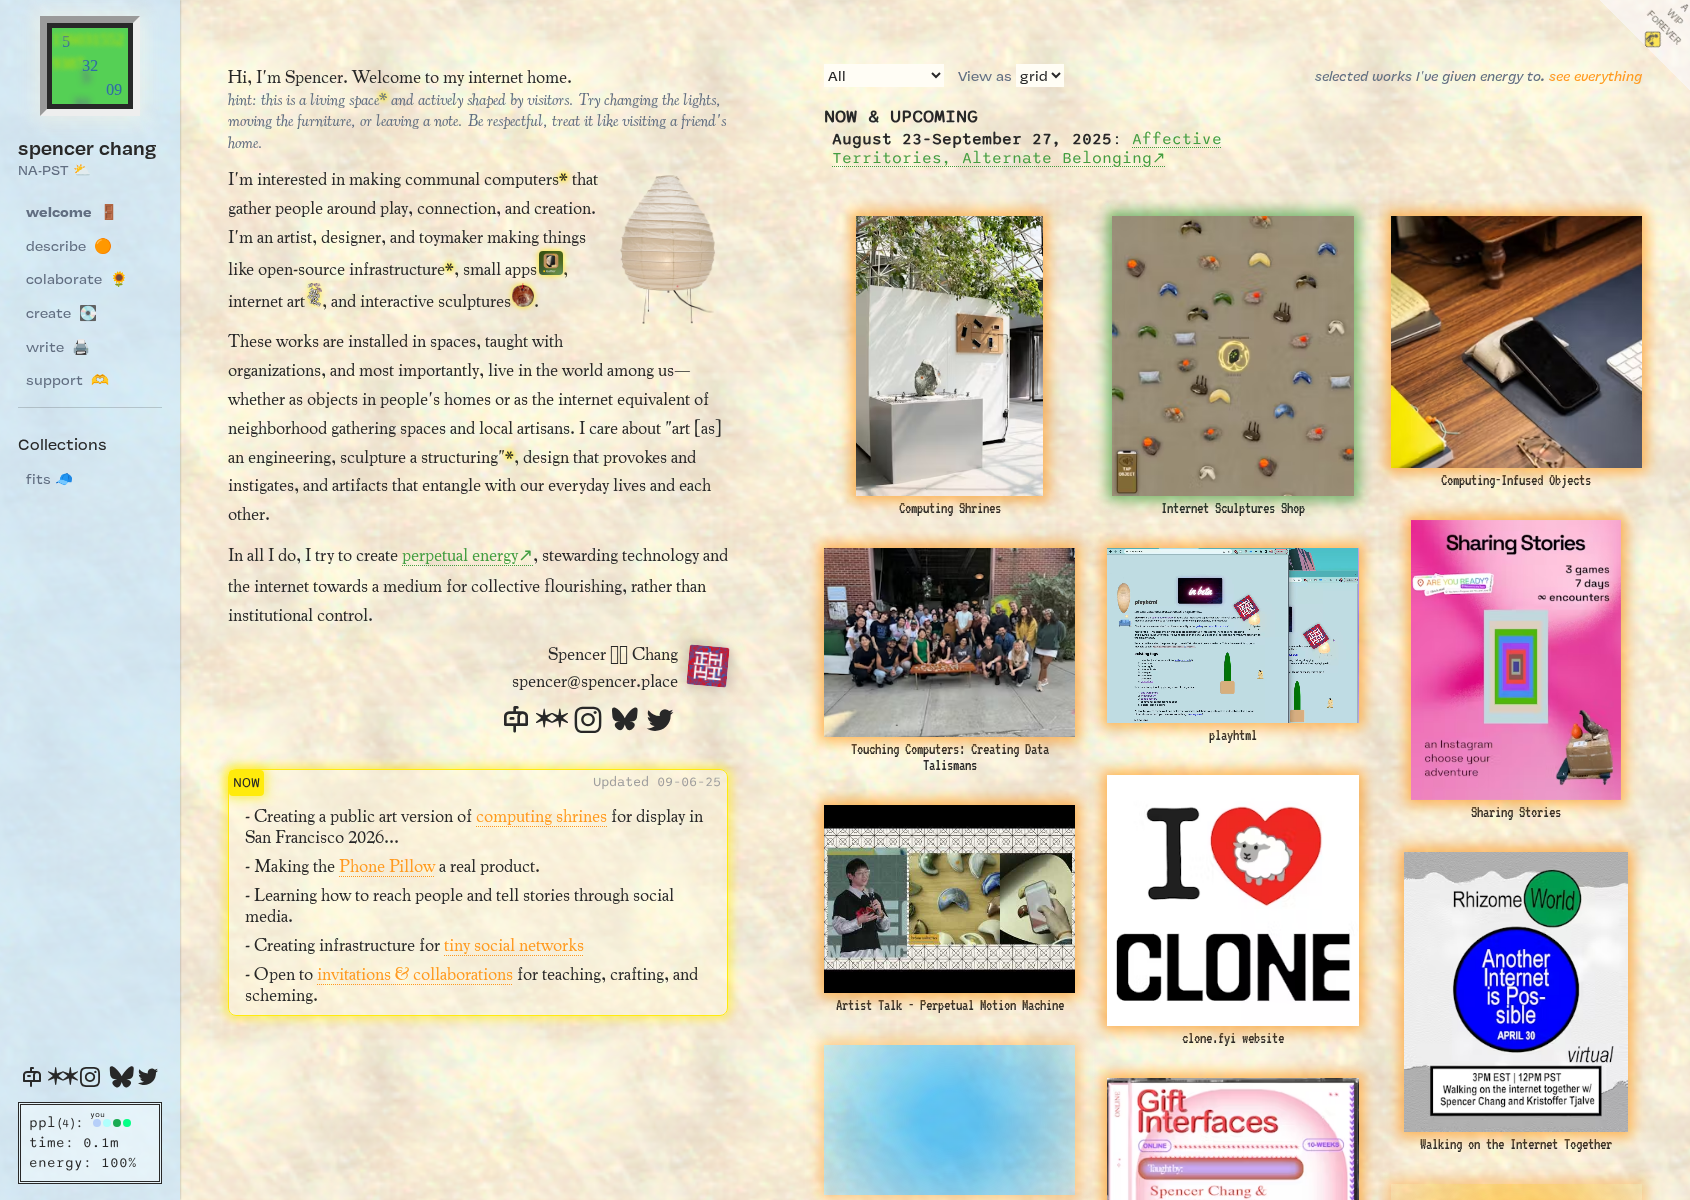 5
32
09
spencer chang
NA-PST
welcome
describe
colaborate
create
write
support
Collections
fits
ppl(4): you
time: 0.1m
energy: 100%
Hi, I'm Spencer. Welcome to my internet home.
hint: this is a living space* and actively shaped by visitors. Try changing the lights,
moving the furniture, or leaving a note. Be respectful, treat it like visiting a friend's
home.
I'm interested in making communal computers* that
gather people around play, connection, and creation.
I'm an artist, designer, and toymaker making things
like open-source infrastructure*, small apps,
internet art, and interactive sculptures.
These works are installed in spaces, taught with
organizations, and most importantly, live in the world among us—
whether as objects in people's homes or as the internet equivalent of
neighborhood gathering spaces and local artisans. I care about "art [as]
an engineering, sculpture a structuring"*, design that provokes and
instigates, and artifacts that entangle with our everyday lives and each
other.
In all I do, I try to create perpetual energy↗, stewarding technology and
the internet towards a medium for collective flourishing, rather than
institutional control.
Spencer Chang
spencer@spencer.place
NOW
Updated 09-06-25
- Creating a public art version of computing shrines for display in
San Francisco 2026...
- Making the Phone Pillow a real product.
- Learning how to reach people and tell stories through social
media.
- Creating infrastructure for tiny social networks
- Open to invitations & collaborations for teaching, crafting, and
scheming.
All
View as grid
selected works I've given energy to. see everything
A
WIP
FOREVER
NOW & UPCOMING
August 23-September 27, 2025: Affective
Territories, Alternate Belonging↗
Computing Shrines
TAP
OBJECT
Internet Sculptures Shop
Computing-Infused Objects
Touching Computers: Creating Data
Talismans
playhtml
in beta
playhtml
Sharing Stories
ARE YOU READY?
3 games
7 days
∞ encounters
an Instagram
choose your
adventure
Sharing Stories
Artist Talk - Perpetual Motion Machine
I
CLONE
clone.fyi website
Rhizome World
Another
Internet
is Pos-
sible
APRIL 30
virtual
3PM EST | 12PM PST
Walking on the internet together w/
Spencer Chang and Kristoffer Tjalve
Walking on the Internet Together
ONLINE
Gift
Interfaces
ONLINE
10-WEEKS
Taught by:
Spencer Chang &